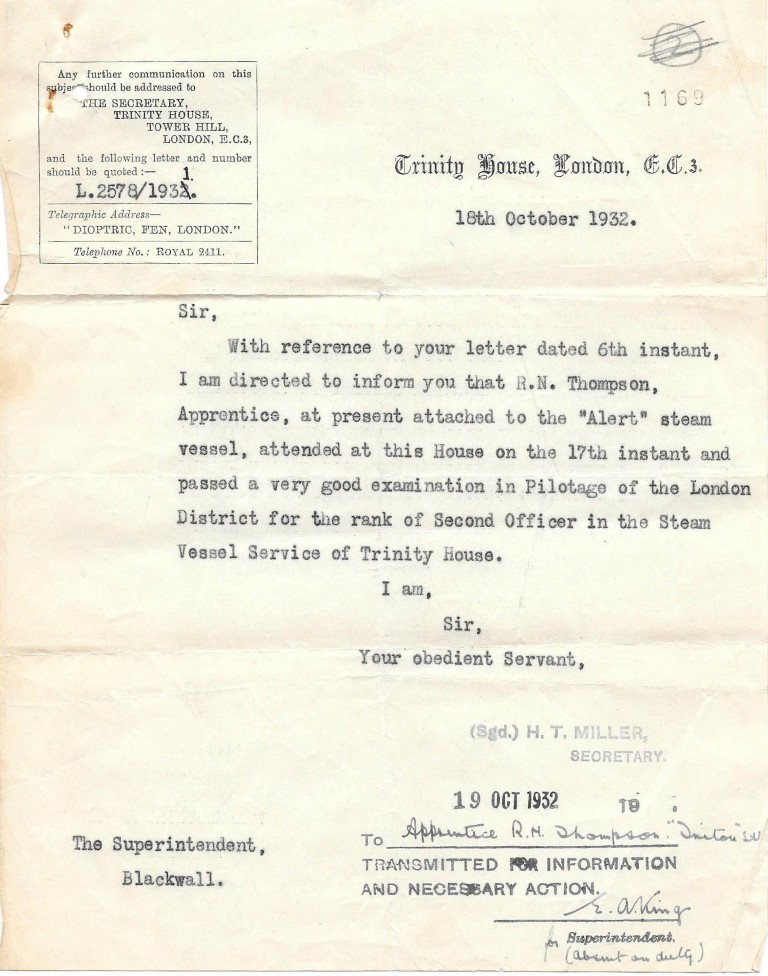 2
1169
Any further communication on this
subject should be addressed to
THE SECRETARY,
TRINITY HOUSE,
TOWER HILL,
LONDON, E.C.3,
and the following letter and number
should be quoted :—
1.
L.2578/1932.
Telegraphic Address—
"DIOPTRIC, FEN, LONDON."
Telephone No.: ROYAL 2411.
Trinity House, London, E.C.3.
18th October 1932.
Sir,
With reference to your letter dated 6th instant,
I am directed to inform you that R.N. Thompson,
Apprentice, at present attached to the "Alert" steam
vessel, attended at this House on the 17th instant and
passed a very good examination in Pilotage of the London
District for the rank of Second Officer in the Steam
Vessel Service of Trinity House.
I am,
Sir,
Your obedient Servant,
(Sgd.) H. T. MILLER,
SECRETARY.
19 OCT 1932 19 .
To Apprentice R.N. Thompson. "Triton" S.V
TRANSMITTED FOR INFORMATION
AND NECESSARY ACTION.
E. A. King
for Superintendent.
(absent on duty)
The Superintendent,
Blackwall.